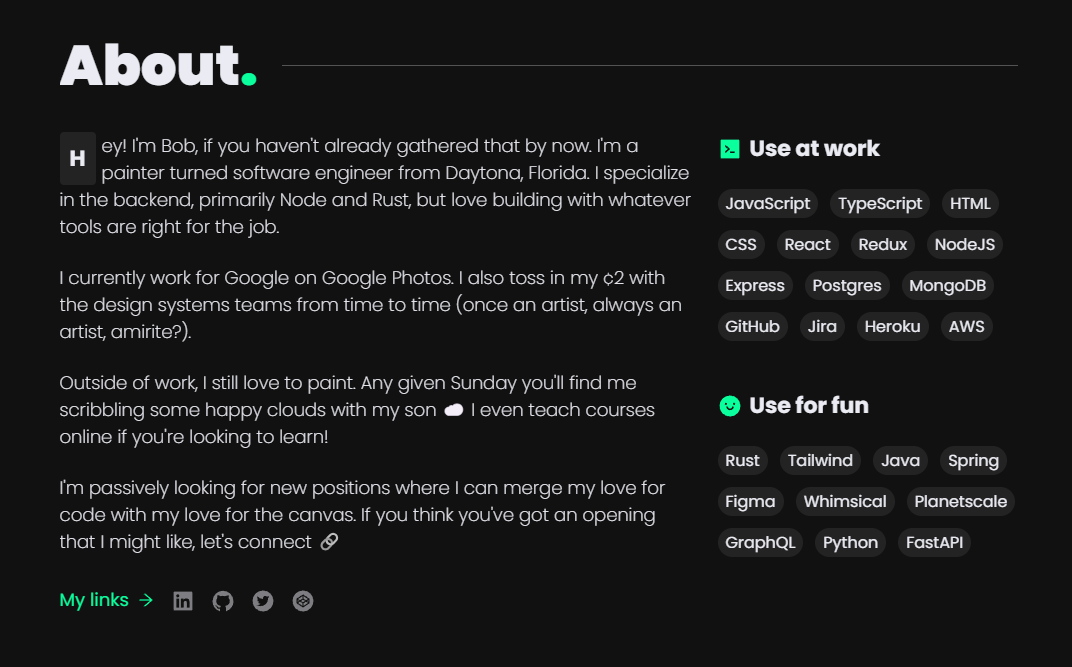 About.
Hey! I'm Bob, if you haven't already gathered that by now. I'm a
painter turned software engineer from Daytona, Florida. I specialize
in the backend, primarily Node and Rust, but love building with whatever
tools are right for the job.
I currently work for Google on Google Photos. I also toss in my ¢2 with
the design systems teams from time to time (once an artist, always an
artist, amirite?).
Outside of work, I still love to paint. Any given Sunday you'll find me
scribbling some happy clouds with my son ☁️ I even teach courses
online if you're looking to learn!
I'm passively looking for new positions where I can merge my love for
code with my love for the canvas. If you think you've got an opening
that I might like, let's connect 🔗
My links →
Use at work
JavaScript TypeScript HTML
CSS React Redux NodeJS
Express Postgres MongoDB
GitHub Jira Heroku AWS
Use for fun
Rust Tailwind Java Spring
Figma Whimsical Planetscale
GraphQL Python FastAPI